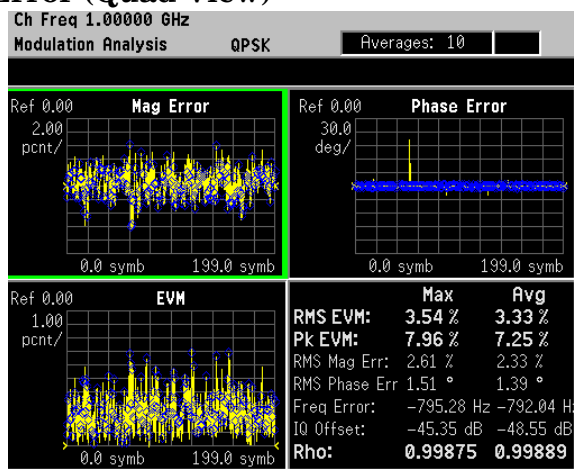 Error (Quad View)
Ch Freq 1.00000 GHz
Modulation Analysis QPSK Averages: 10
Ref 0.00 Mag Error
2.00
pcnt/
0.0 symb 199.0 symb
Ref 0.00 Phase Error
30.0
deg/
0.0 symb 199.0 symb
Ref 0.00 EVM
1.00
pcnt/
0.0 symb 199.0 symb
Max Avg
RMS EVM: 3.54 % 3.33 %
Pk EVM: 7.96 % 7.25 %
RMS Mag Err: 2.61 % 2.33 %
RMS Phase Err 1.51 ° 1.39 °
Freq Error: -795.28 Hz -792.04 Hz
IQ Offset: -45.35 dB -48.55 dB
Rho: 0.99875 0.99889